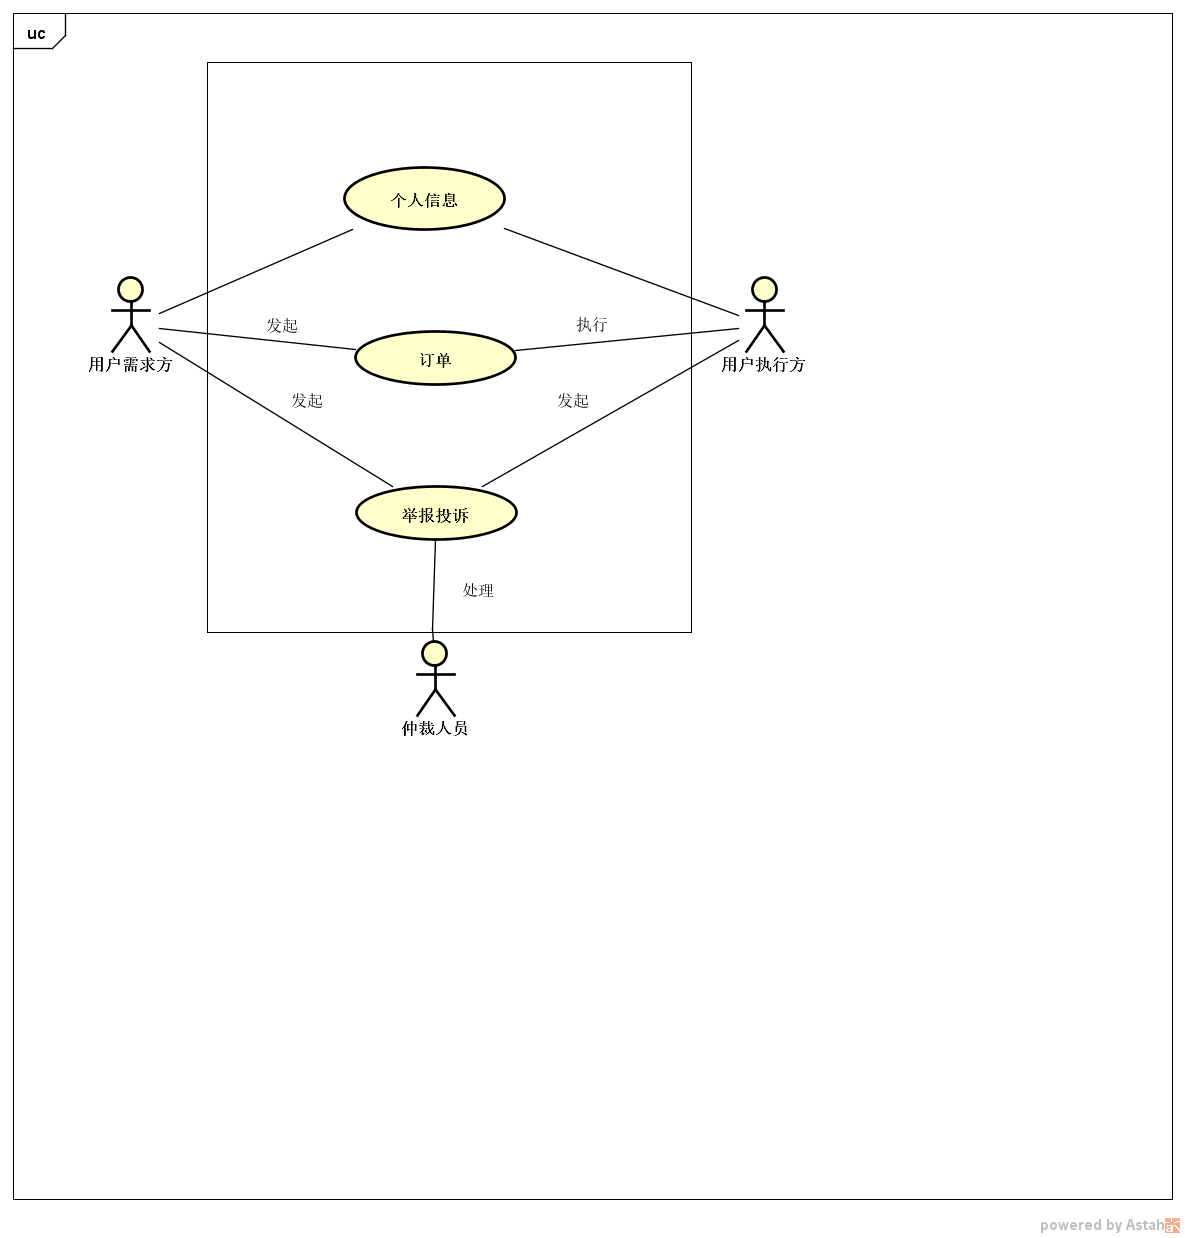 uc
个人信息
发起
执行
订单
用户需求方
用户执行方
发起
发起
举报投诉
处理
仲裁人员
powered by Astah